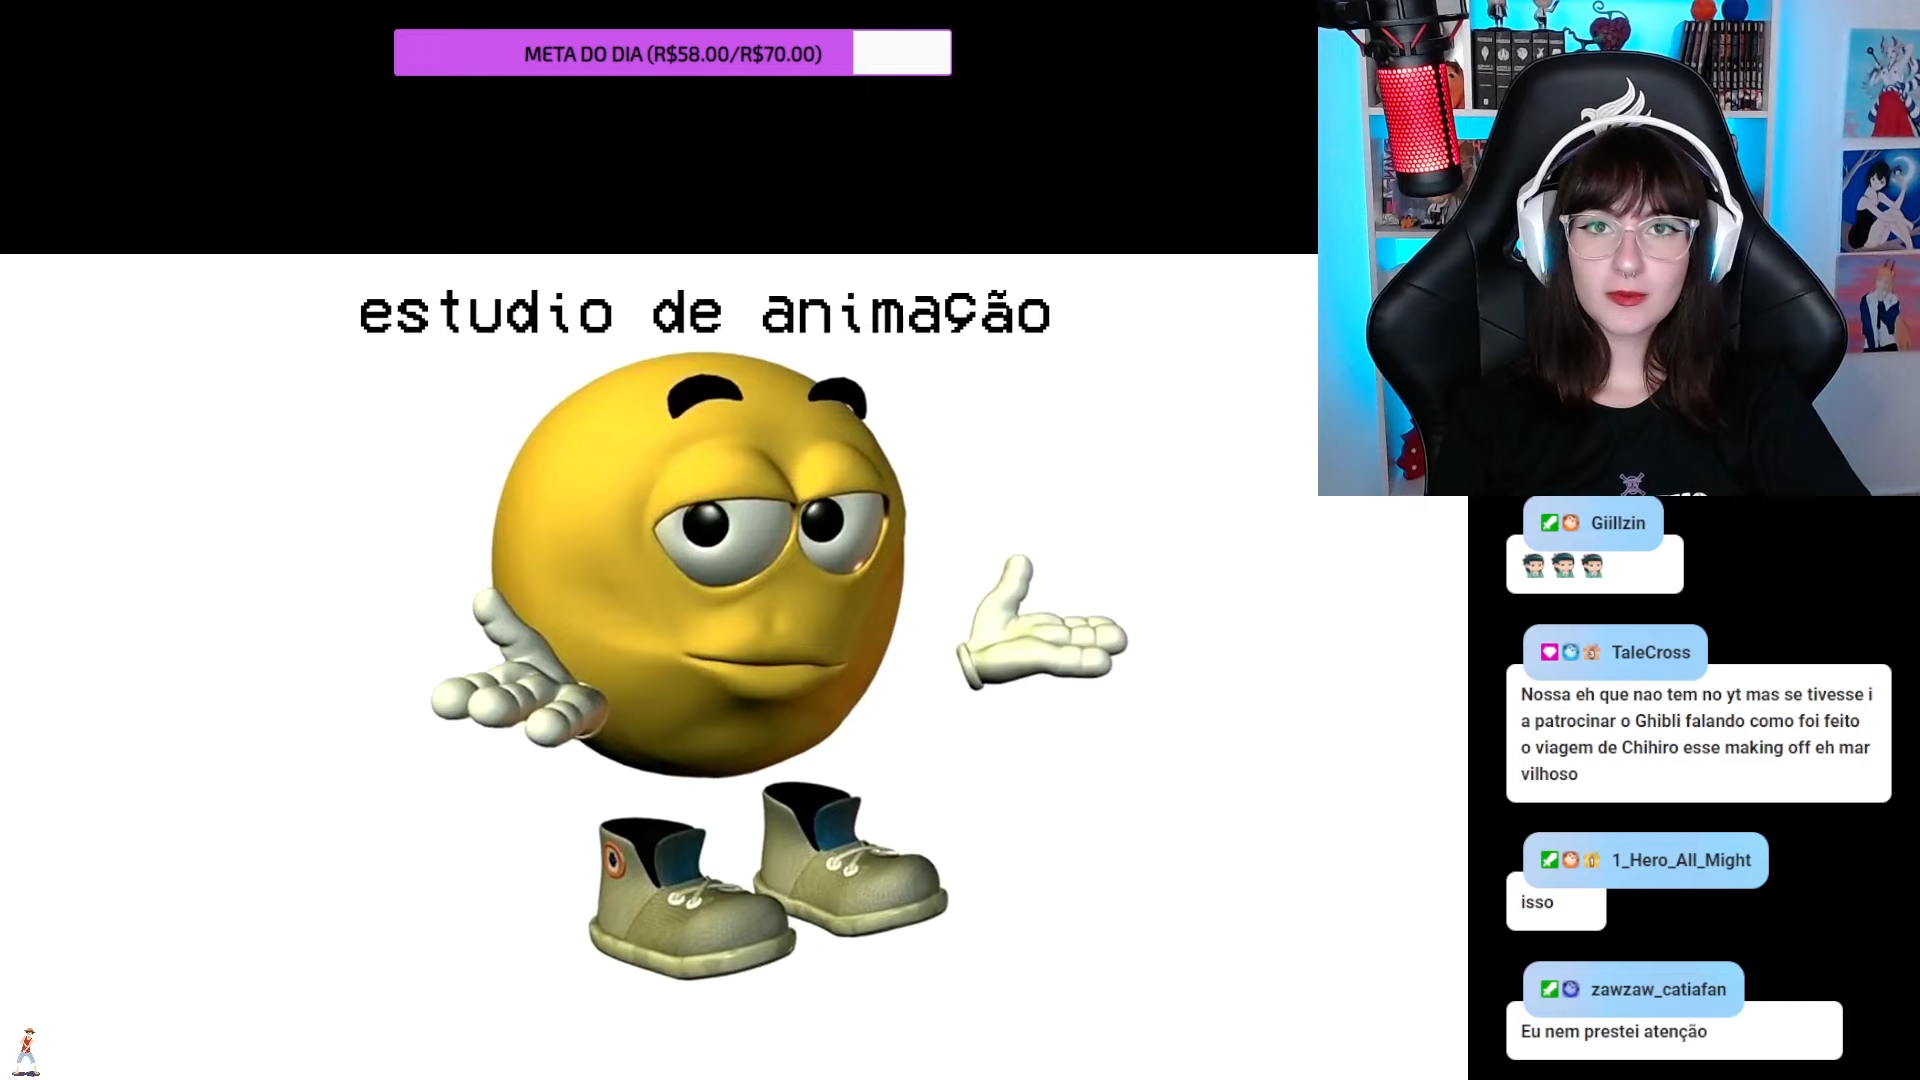 META DO DIA (R$58.00/R$70.00)
estudio de animação
Giillzin
TaleCross
Nossa eh que nao tem no yt mas se tivesse i
a patrocinar o Ghibli falando como foi feito
o viagem de Chihiro esse making off eh mar
vilhoso
1_Hero_All_Might
isso
zawzaw_catiafan
Eu nem prestei atenção